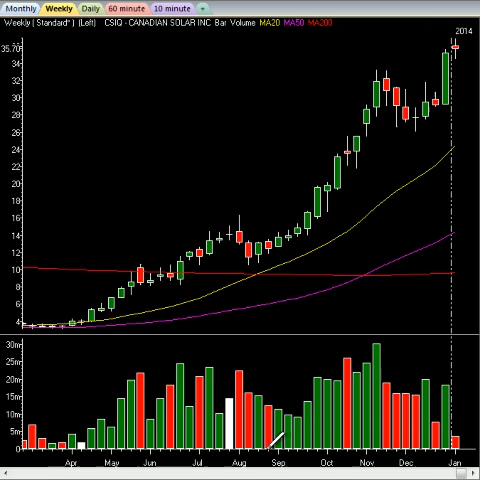 Monthly Weekly Daily 60 minute 10 minute +
Weekly ( Standard* ) (Left) CSIQ - CANADIAN SOLAR INC Bar Volume MA20 MA50 MA200
2014
35.70
34
32
30
28
26
24
22
20
18
16
14
12
10
8
6
4
30m
25m
20m
15m
10m
5m
0
Apr May Jun Jul Aug Sep Oct Nov Dec Jan